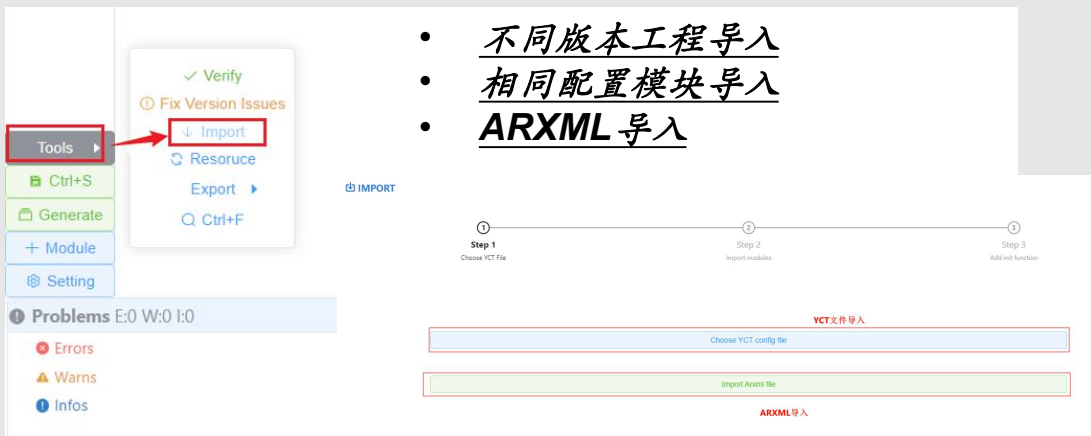 不同版本工程导入
相同配置模块导入
ARXML导入
Verify
Fix Version Issues
Import
Resoruce
Export
Ctrl+F
Tools
Ctrl+S
Generate
+ Module
Setting
Problems E:0 W:0 I:0
Errors
Warns
Infos
IMPORT
1
Step 1
Choose YCT File
2
Step 2
Import modules
3
Step 3
Add init function
YCT文件导入
Choose YCT config file
Import Arxml file
ARXML导入